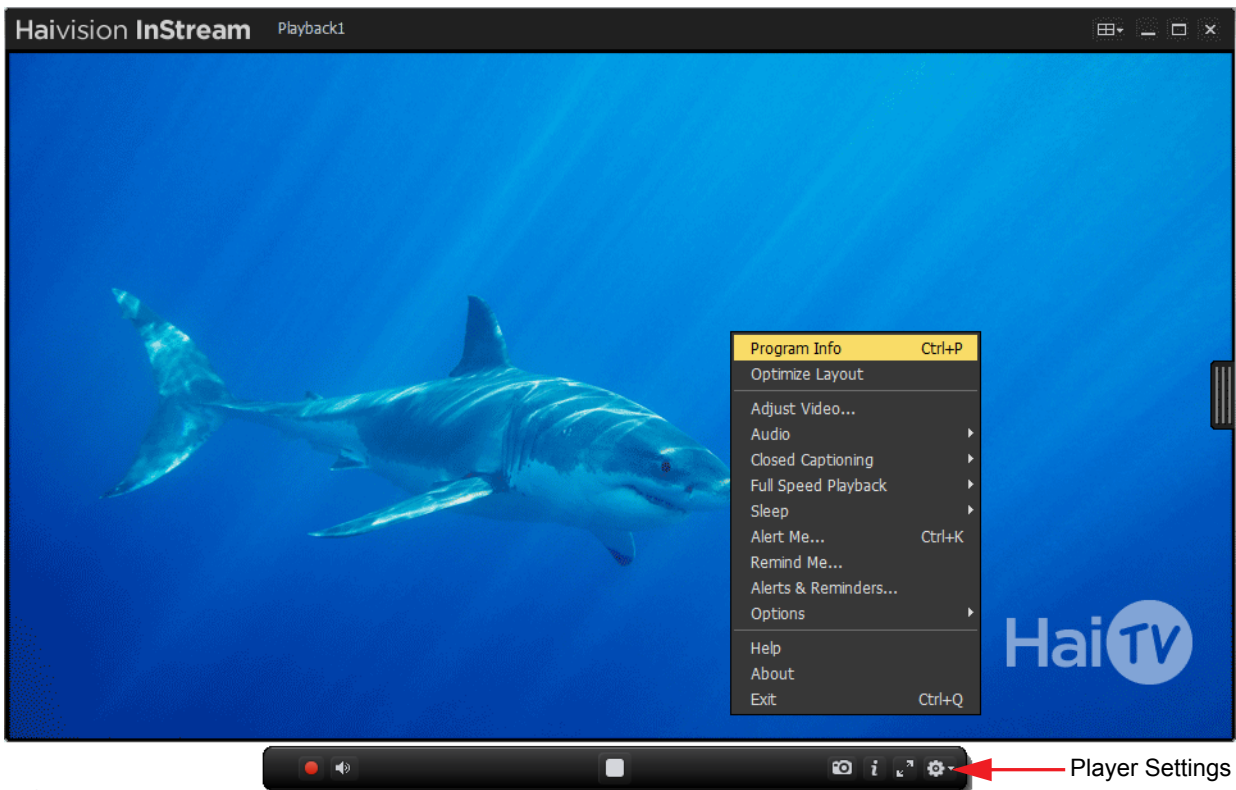 Haivision InStream Playback1
Program Info Ctrl+P
Optimize Layout
Adjust Video...
Audio
Closed Captioning
Full Speed Playback
Sleep
Alert Me... Ctrl+K
Remind Me...
Alerts & Reminders...
Options
Help
About
Exit Ctrl+Q
HaiTV
i
Player Settings